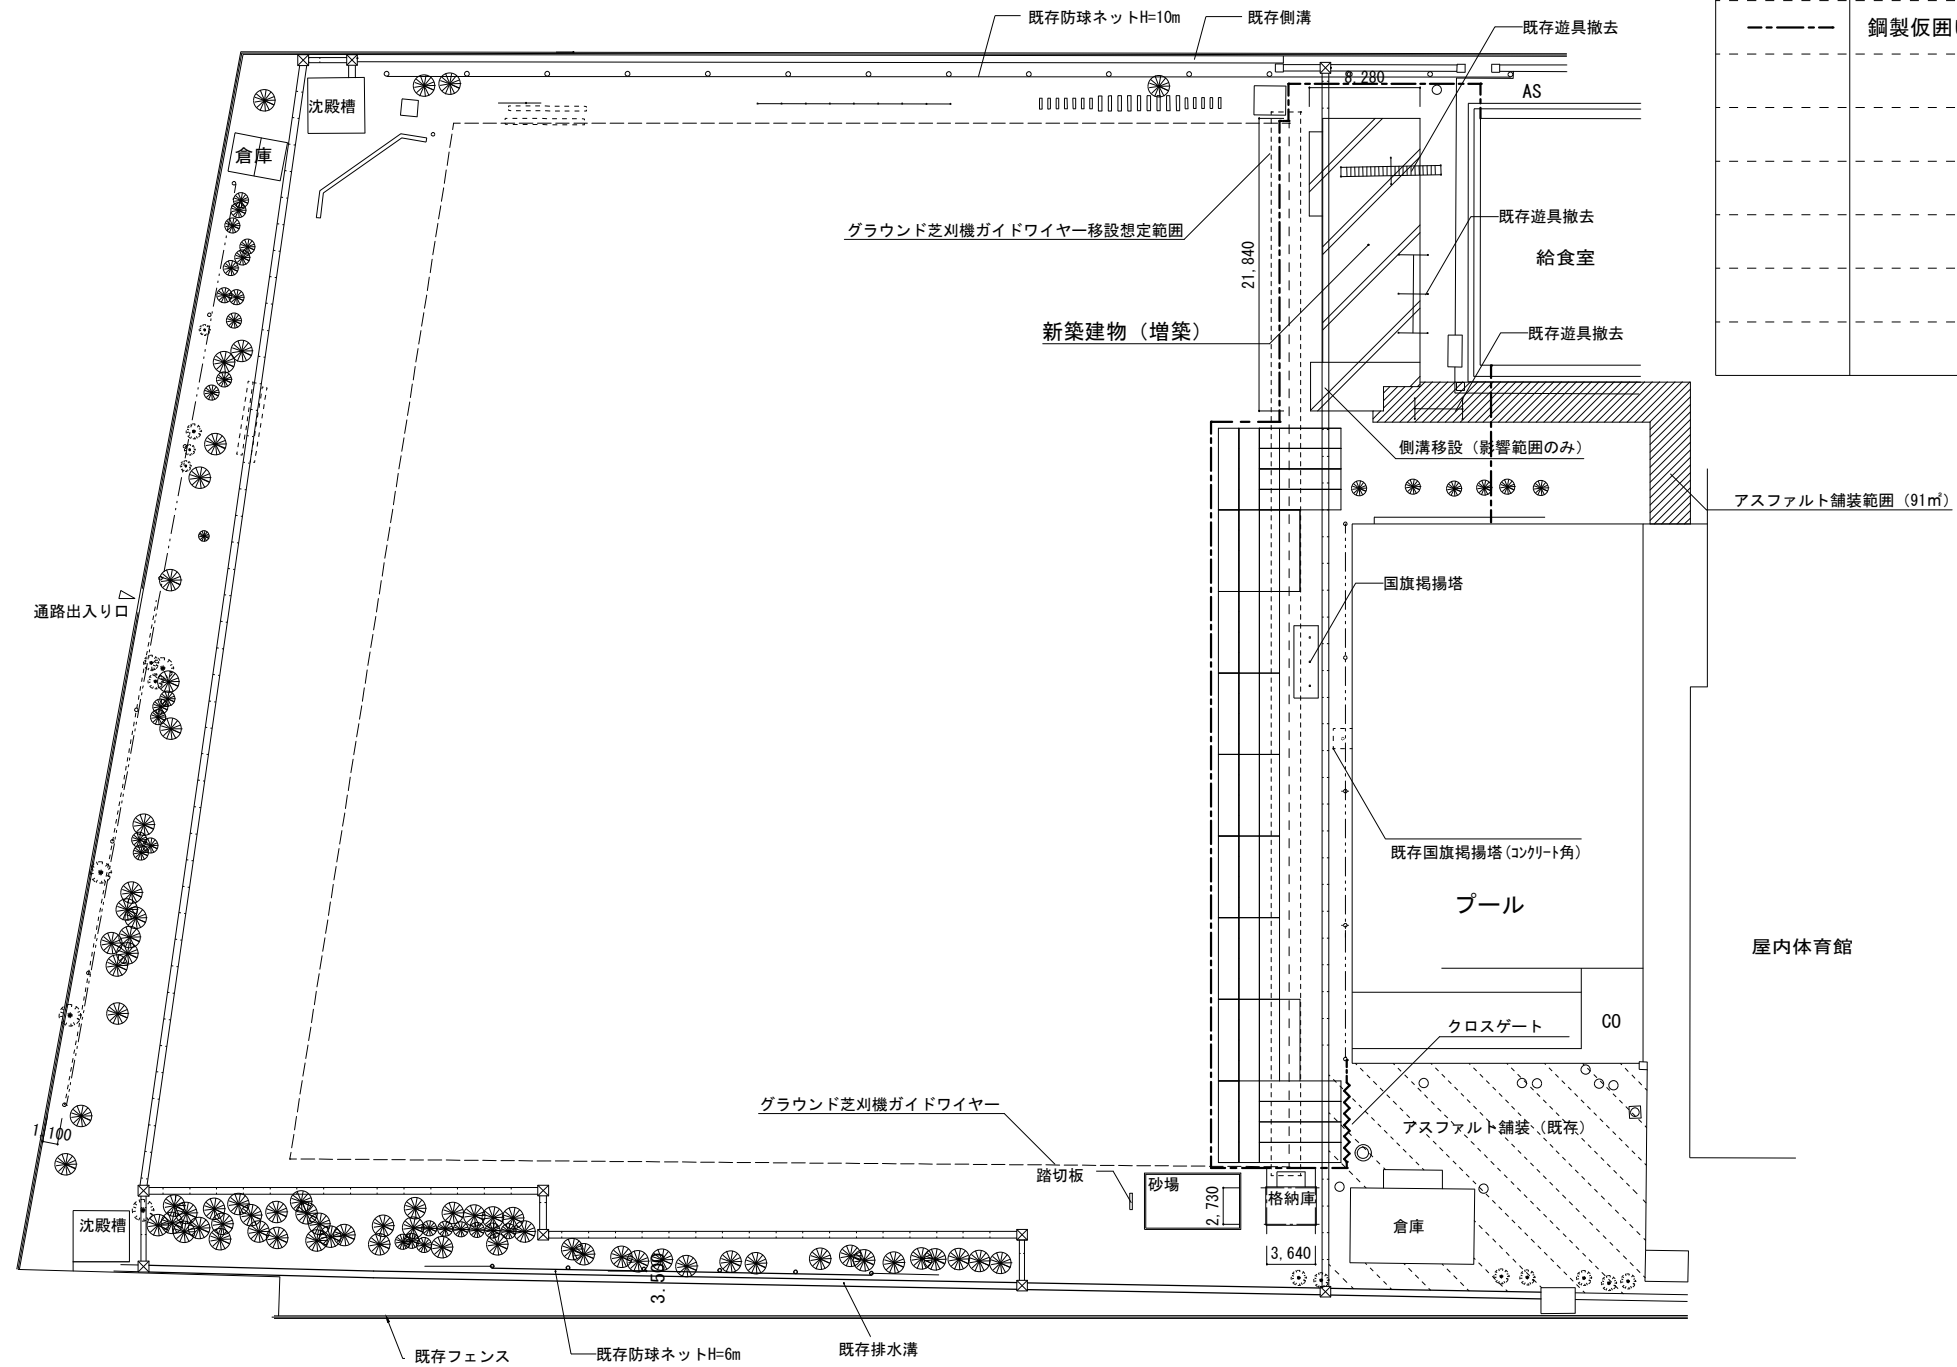 既存防球ネットH=10m
既存側溝
既存遊具撤去
鋼製仮囲い
沈殿槽
8,280
AS
倉庫
グラウンド芝刈機ガイドワイヤー移設想定範囲
既存遊具撤去
21,840
給食室
新築建物（増築）
既存遊具撤去
側溝移設（影響範囲のみ）
アスファルト舗装範囲（91㎡）
国旗掲揚塔
通路出入り口
既存国旗掲揚塔(ｺﾝｸﾘｰﾄ角)
プール
屋内体育館
CO
クロスゲート
グラウンド芝刈機ガイドワイヤー
アスファルト舗装（既存）
1,100
踏切板
砂場
2,730
格納庫
沈殿槽
倉庫
3,640
既存フェンス
既存防球ネットH=6m
既存排水溝